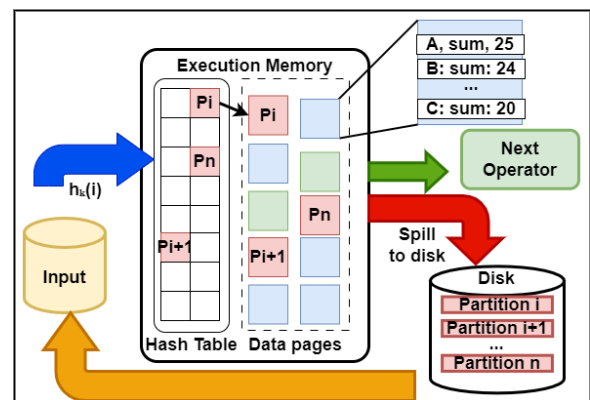 Execution Memory
A, sum, 25
B: sum: 24
...
C: sum: 20
Pi
Pi
Pn
Next
Operator
hₖ(i)
Pn
Pi+1
Pi+1
Spill
to disk
Input
Disk
Partition i
Partition i+1
...
Partition n
Hash Table
Data pages